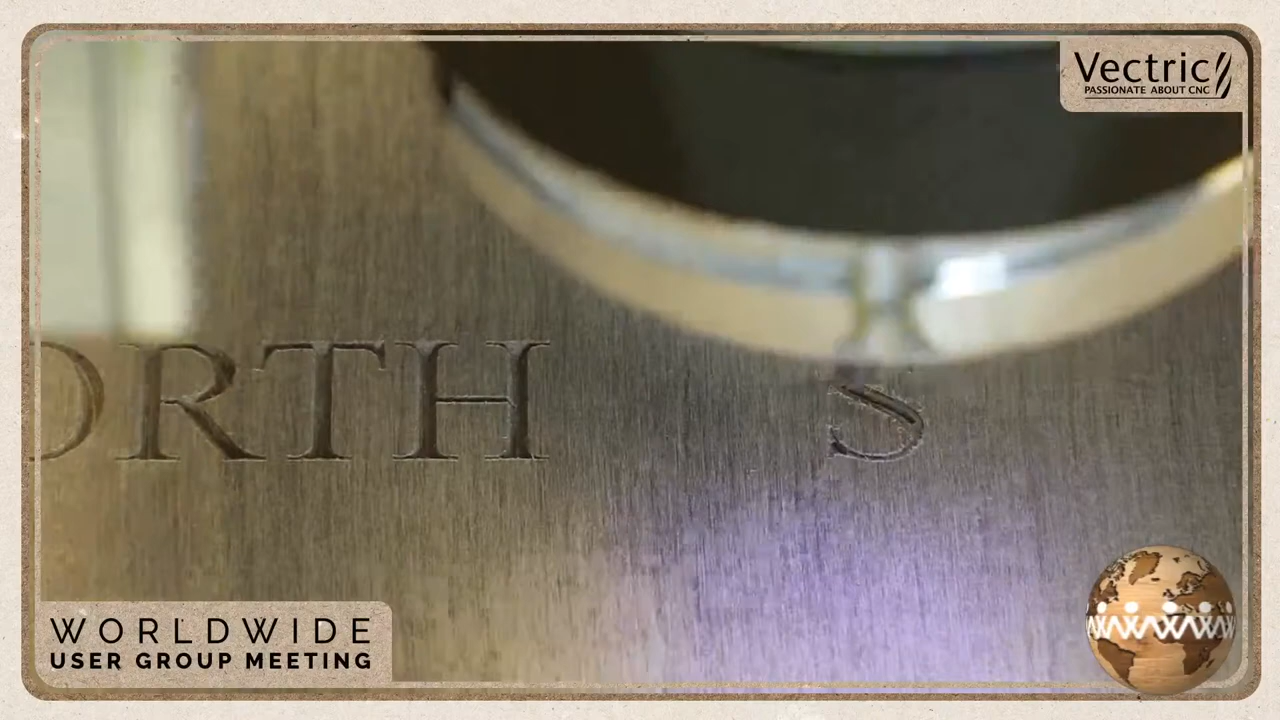 Vectric
PASSIONATE ABOUT CNC
ORTH S
WORLDWIDE
USER GROUP MEETING